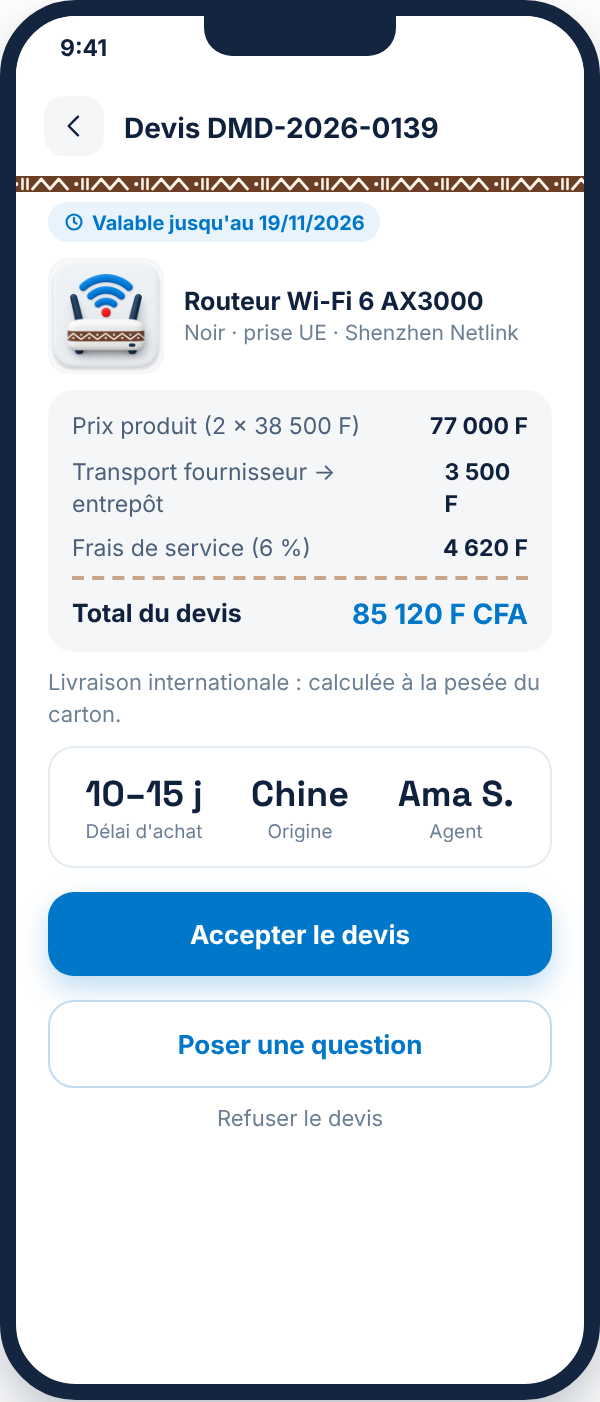 9:41
Devis DMD-2026-0139
Valable jusqu'au 19/11/2026
Routeur Wi-Fi 6 AX3000
Noir · prise UE · Shenzhen Netlink
Prix produit (2 × 38 500 F) 77 000 F
Transport fournisseur → 3 500
entrepôt F
Frais de service (6 %) 4 620 F
Total du devis 85 120 F CFA
Livraison internationale : calculée à la pesée du
carton.
10–15 j Chine Ama S.
Délai d'achat Origine Agent
Accepter le devis
Poser une question
Refuser le devis